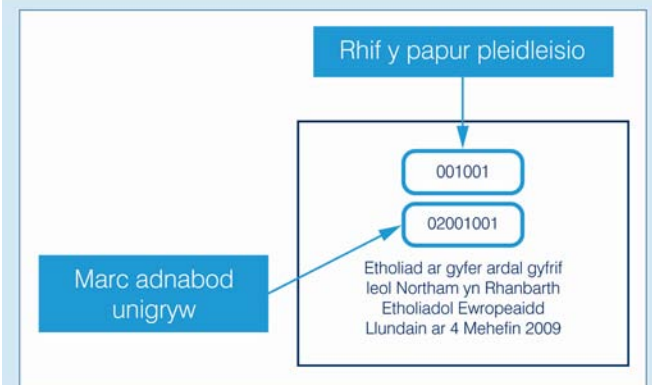 Rhif y papur pleidleisio
001001
02001001
Marc adnabod
unigryw
Etholiad ar gyfer ardal gyfrif
leol Northam yn Rhanbarth
Etholiadol Ewropeaidd
Llundain ar 4 Mehefin 2009